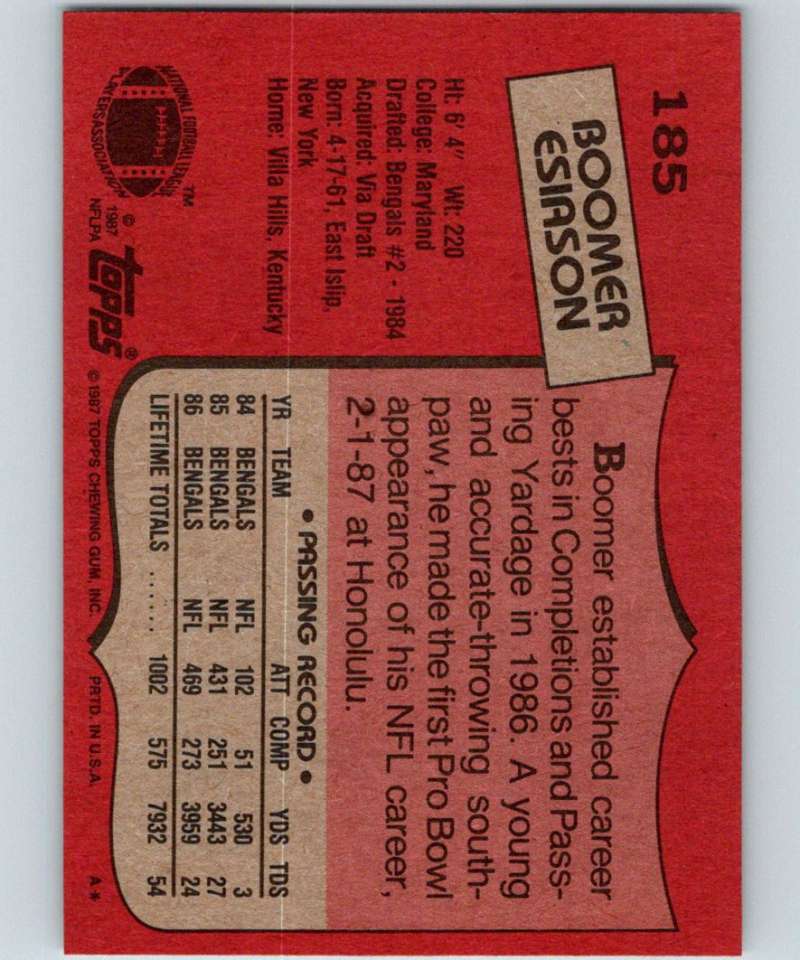 185
BOOMER
ESIASON
Ht: 6' 4" Wt: 220
College: Maryland
Drafted: Bengals #2 - 1984
Acquired: Via Draft
Born: 4-17-61, East Islip,
New York
Home: Villa Hills, Kentucky
NATIONAL FOOTBALL LEAGUE
PLAYERS ASSOCIATION
™
© 1987
NFLPA
topps®
Boomer established career
bests in Completions and Pass-
ing Yardage in 1986. A young
and accurate-throwing south-
paw, he made the first Pro Bowl
appearance of his NFL career,
2-1-87 at Honolulu.
• PASSING RECORD •
YR TEAM ATT COMP YDS TDS
84 BENGALS NFL 102 51 530 3
85 BENGALS NFL 431 251 3443 27
86 BENGALS NFL 469 273 3959 24
LIFETIME TOTALS ...... 1002 575 7932 54
© 1987 TOPPS CHEWING GUM, INC. PRTD. IN U.S.A. A*